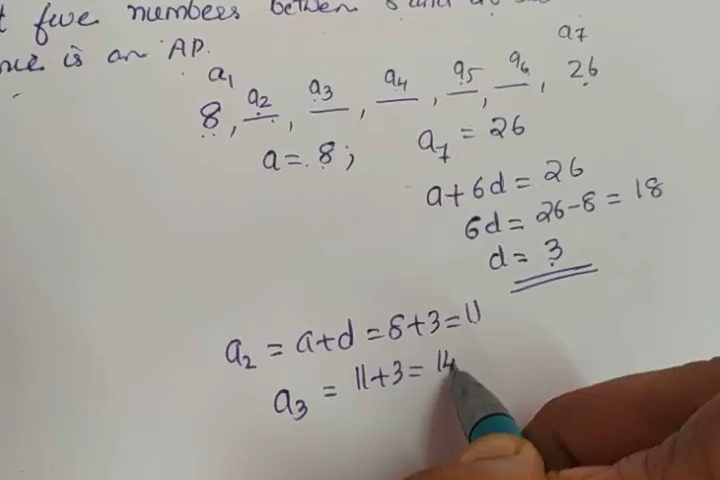 five numbers between 8 and
is an AP.
a1 a2 a3 a4 a5 a6 a7
8, __, __, __, __, __, 26
a = 8; a7 = 26
a + 6d = 26
6d = 26 - 8 = 18
d = 3
a2 = a + d = 8 + 3 = 11
a3 = 11 + 3 = 14